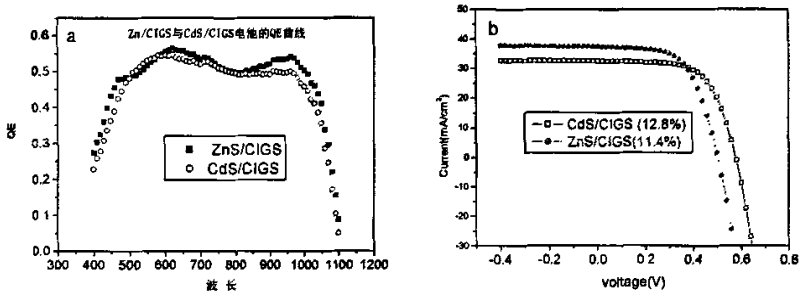 a
Zn/CIGS与CdS/CIGS电池的QE曲线
QE
0.6
0.5
0.3
0.2
0.0
ZnS/CIGS
CdS/CIGS
300 400 500 600 700 800 900 1000 1100 1200
波 长
b
Current(mA/cm²)
50
40
30
20
10
0
-10
-20
-30
CdS/CIGS (12.8%)
ZnS/CIGS(11.4%)
-0.4 -0.2 0.0 0.2 0.4 0.6 0.8
voltage(V)